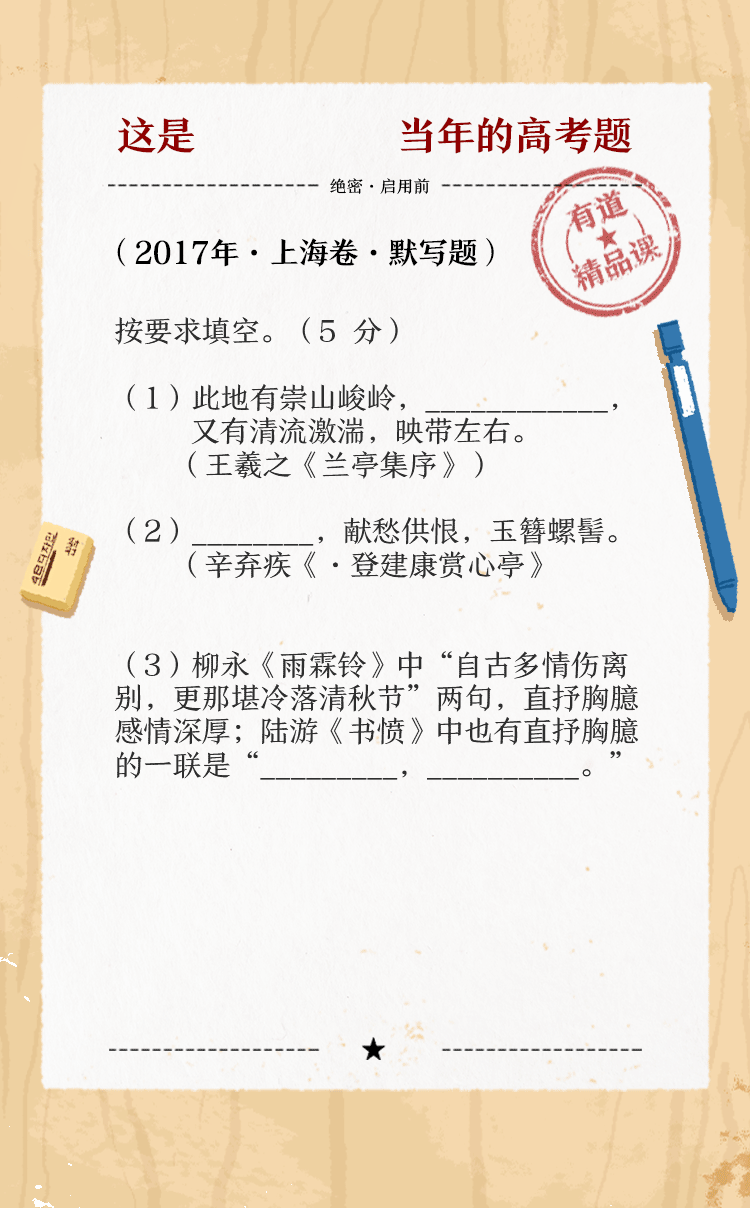 这是 当年的高考题
绝密·启用前
有道
精品课
（2017年·上海卷·默写题）
按要求填空。（5 分）
（1）此地有崇山峻岭，____________，
又有清流激湍，映带左右。
（王羲之《兰亭集序》）
（2）________，献愁供恨，玉簪螺髻。
（辛弃疾《·登建康赏心亭》
（3）柳永《雨霖铃》中“自古多情伤离
别，更那堪冷落清秋节”两句，直抒胸臆
感情深厚；陆游《书愤》中也有直抒胸臆
的一联是“_________，__________。”